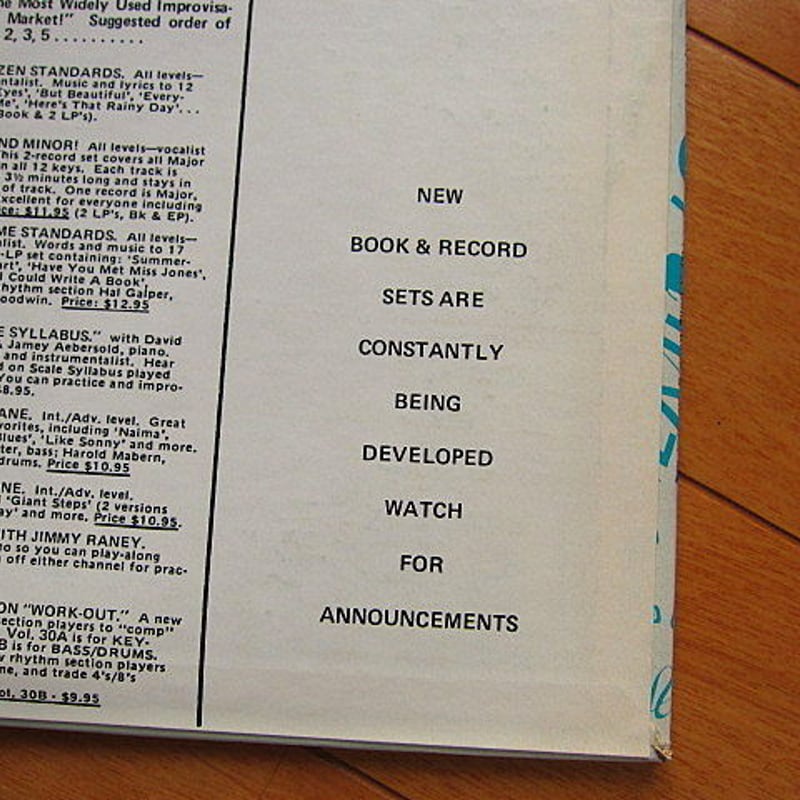 ne Most Widely Used Improvisa-
Market!" Suggested order of
2, 3, 5..........
ZEN STANDARDS. All levels—
ntalist. Music and lyrics to 12
Eyes', 'But Beautiful', 'Every-
Me', 'Here's That Rainy Day'...
Book & 2 LP's).
ND MINOR! All levels—vocalist
This 2-record set covers all Major
n all 12 keys. Each track is
3½ minutes long and stays in
of track. One record is Major,
xcellent for everyone including
ice: $11.95 (2 LP's, Bk & EP).
ME STANDARDS. All levels—
alist. Words and music to 17
-LP set containing: 'Summer-
art', 'Have You Met Miss Jones',
I Could Write A Book',
hythm section Hal Galper,
oodwin. Price: $12.95
E SYLLABUS." with David
& Jamey Aebersold, piano.
and instrumentalist. Hear
d on Scale Syllabus played
You can practice and impro-
$8.95.
ANE. Int./Adv. level. Great
vorites, including 'Naima',
Blues', 'Like Sonny' and more.
ter, bass; Harold Mabern,
drums. Price $10.95
NE. Int./Adv. level.
'Giant Steps' (2 versions
ay' and more. Price $10.95.
ITH JIMMY RANEY.
to so you can play-along
off either channel for prac-
ON "WORK-OUT." A new
ection players to "comp"
Vol. 30A is for KEY-
B is for BASS/DRUMS.
w rhythm section players
ne, and trade 4's/8's
ol. 30B - $9.95
NEW
BOOK & RECORD
SETS ARE
CONSTANTLY
BEING
DEVELOPED
WATCH
FOR
ANNOUNCEMENTS